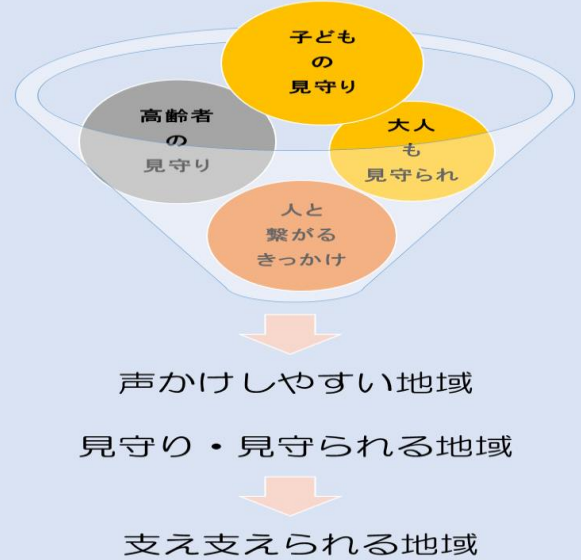 子ども
の
見守り
高齢者
の
見守り
大人
も
見守られ
人と
繋がる
きっかけ
声かけしやすい地域
見守り・見守られる地域
支え支えられる地域